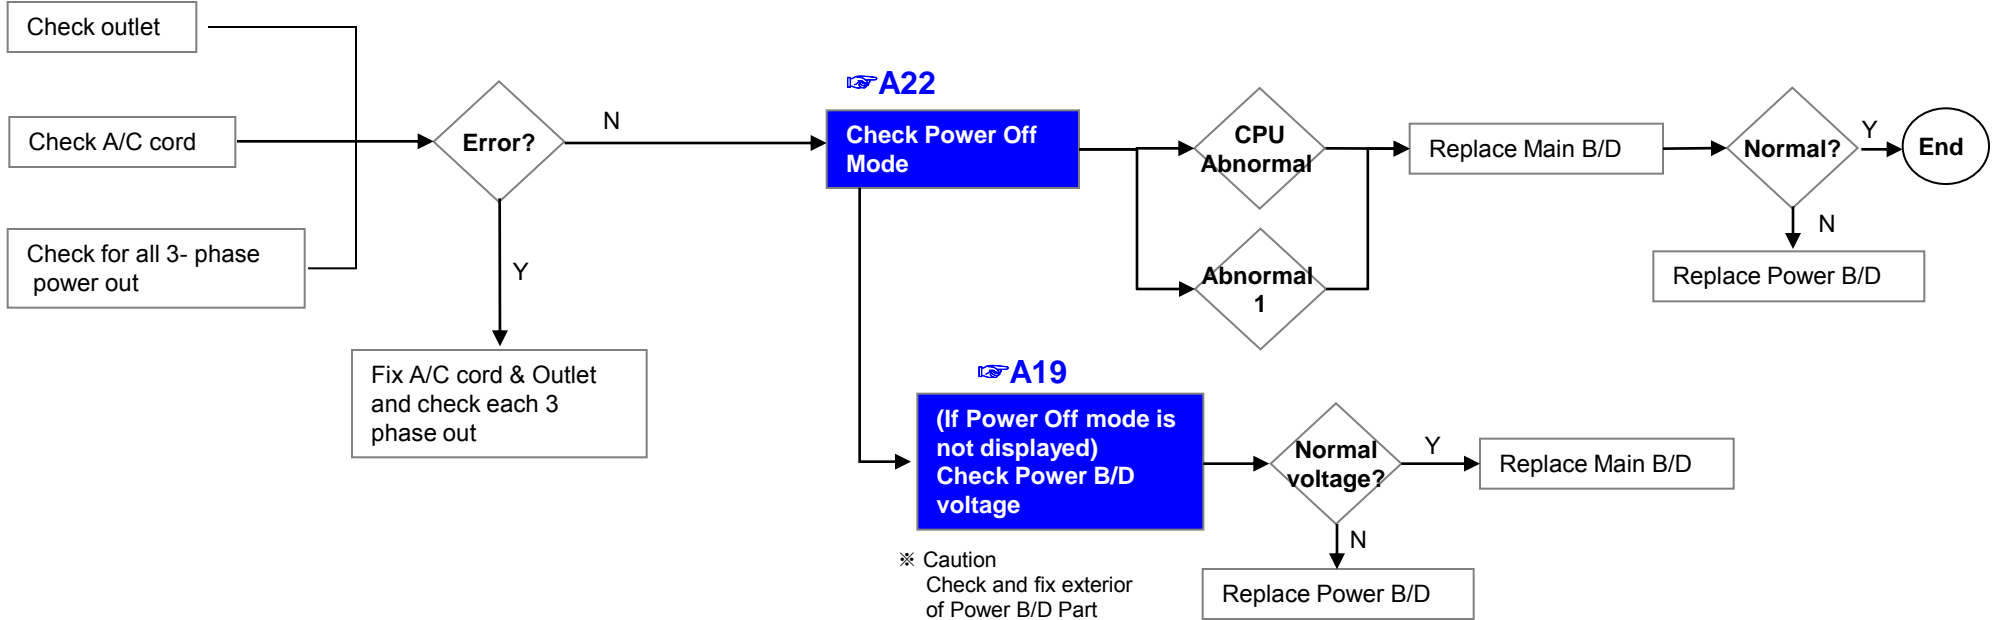 Check outlet
Check A/C cord
Check for all 3- phase
power out
Error?
N
Y
Fix A/C cord & Outlet
and check each 3
phase out
☞A22
Check Power Off
Mode
CPU
Abnormal
Abnormal
1
Replace Main B/D
Normal?
Y
End
N
Replace Power B/D
☞A19
(If Power Off mode is
not displayed)
Check Power B/D
voltage
※ Caution
Check and fix exterior
of Power B/D Part
Normal
voltage?
Y
Replace Main B/D
N
Replace Power B/D